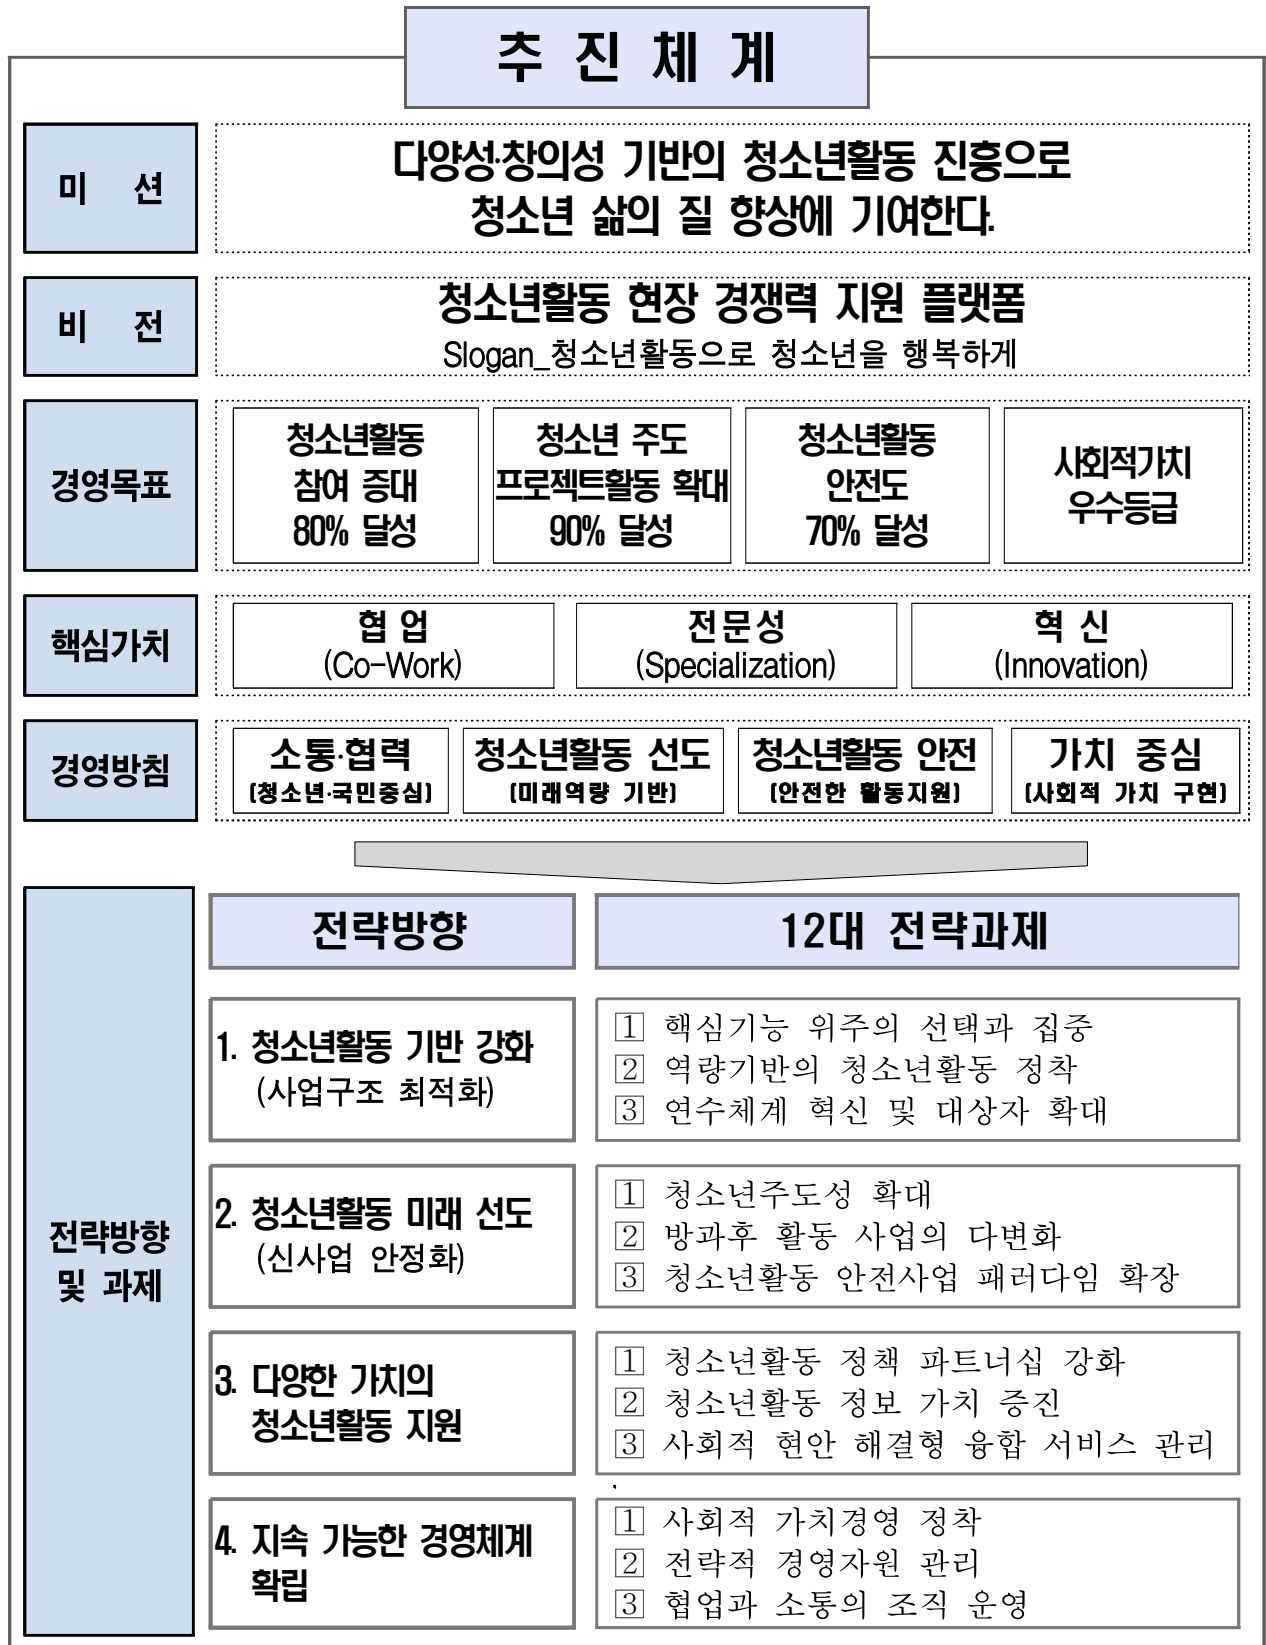 추 진 체 계
미 션
다양성·창의성 기반의 청소년활동 진흥으로
청소년 삶의 질 향상에 기여한다.
비 전
청소년활동 현장 경쟁력 지원 플랫폼
Slogan_청소년활동으로 청소년을 행복하게
경영목표
청소년활동
참여 증대
80% 달성
청소년 주도
프로젝트활동 확대
90% 달성
청소년활동
안전도
70% 달성
사회적가치
우수등급
핵심가치
협 업
(Co-Work)
전문성
(Specialization)
혁 신
(Innovation)
경영방침
소통·협력
(청소년·국민중심)
청소년활동 선도
(미래역량 기반)
청소년활동 안전
(안전한 활동지원)
가치 중심
(사회적 가치 구현)
전략방향
및 과제
전략방향
12대 전략과제
1. 청소년활동 기반 강화
(사업구조 최적화)
1 핵심기능 위주의 선택과 집중
2 역량기반의 청소년활동 정착
3 연수체계 혁신 및 대상자 확대
2. 청소년활동 미래 선도
(신사업 안정화)
1 청소년주도성 확대
2 방과후 활동 사업의 다변화
3 청소년활동 안전사업 패러다임 확장
3. 다양한 가치의
청소년활동 지원
1 청소년활동 정책 파트너십 강화
2 청소년활동 정보 가치 증진
3 사회적 현안 해결형 융합 서비스 관리
4. 지속 가능한 경영체계
확립
1 사회적 가치경영 정착
2 전략적 경영자원 관리
3 협업과 소통의 조직 운영